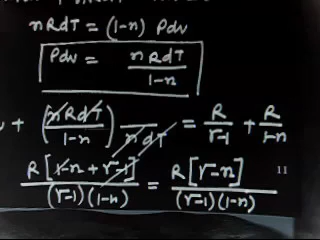 nRdT = (1-n) Pdv
Pdv = nRdT / 1-n
+ (nRdT / 1-n) / ndT = R / r-1 + R / 1-n
R[1-n + r-1] / (r-1)(1-n) = R[r-n] / (r-1)(1-n)
11